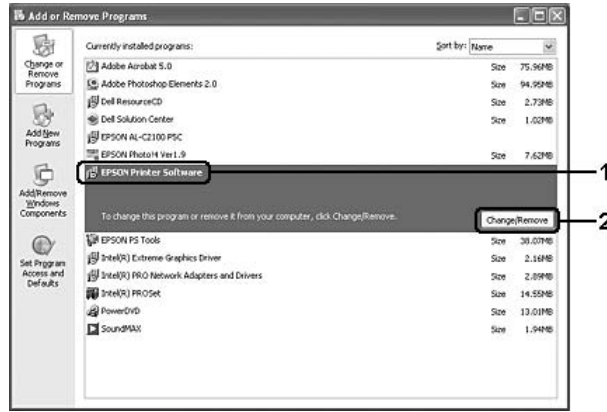 Add or Remove Programs
Change or
Remove
Programs
Add New
Programs
Add/Remove
Windows
Components
Set Program
Access and
Defaults
Currently installed programs:
Sort by: Name
Adobe Acrobat 5.0 Size 75.96MB
Adobe Photoshop Elements 2.0 Size 94.95MB
Dell ResourceCD Size 2.73MB
Dell Solution Center Size 1.02MB
EPSON AL-C2100 PSC
EPSON PhotoH Ver1.9 Size 7.62MB
EPSON Printer Software 1
To change this program or remove it from your computer, click Change/Remove. Change/Remove 2
EPSON PS Tools Size 38.07MB
Intel(R) Extreme Graphics Driver Size 2.16MB
Intel(R) PRO Network Adapters and Drivers Size 2.89MB
Intel(R) PROSet Size 14.55MB
PowerDVD Size 13.01MB
SoundMAX Size 1.94MB